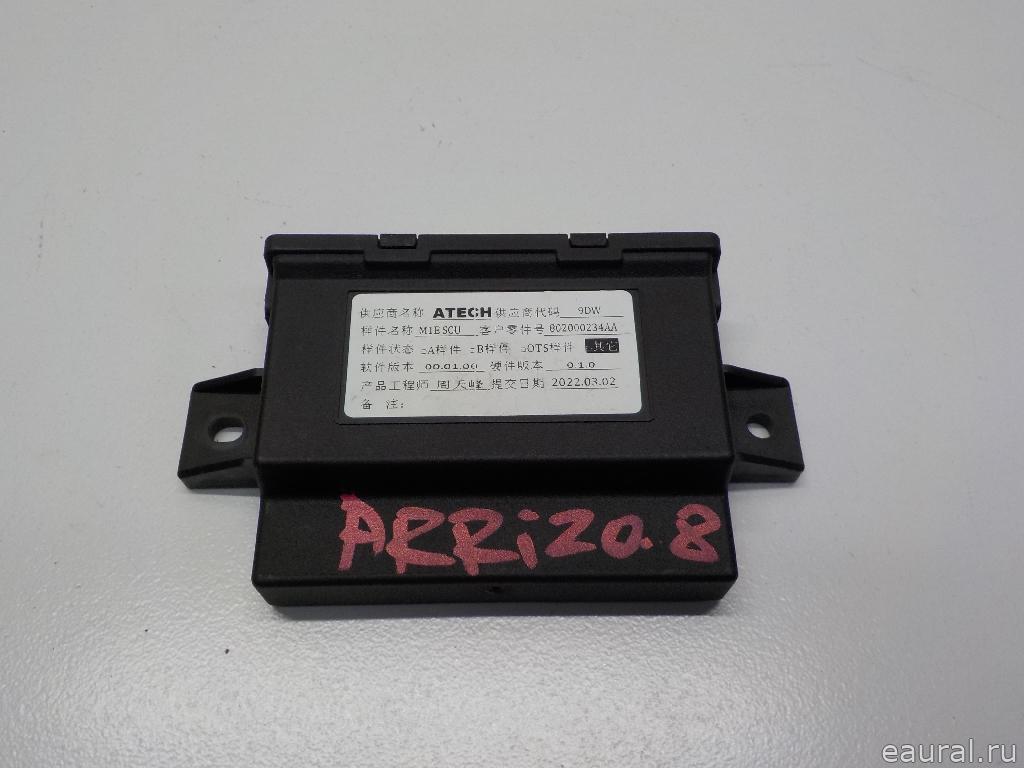 供应商名称 ATECH 供应商代码 9DW
样件名称 M1E SCU 客户零件号 802000234AA
样件状态 □A样件 □B样件 □OTS样件 ■其它
软件版本 00.01.00 硬件版本 0.1.0
产品工程师 周天峰 提交日期 2022.03.02
备 注:
ARRizo.8
eaural.ru